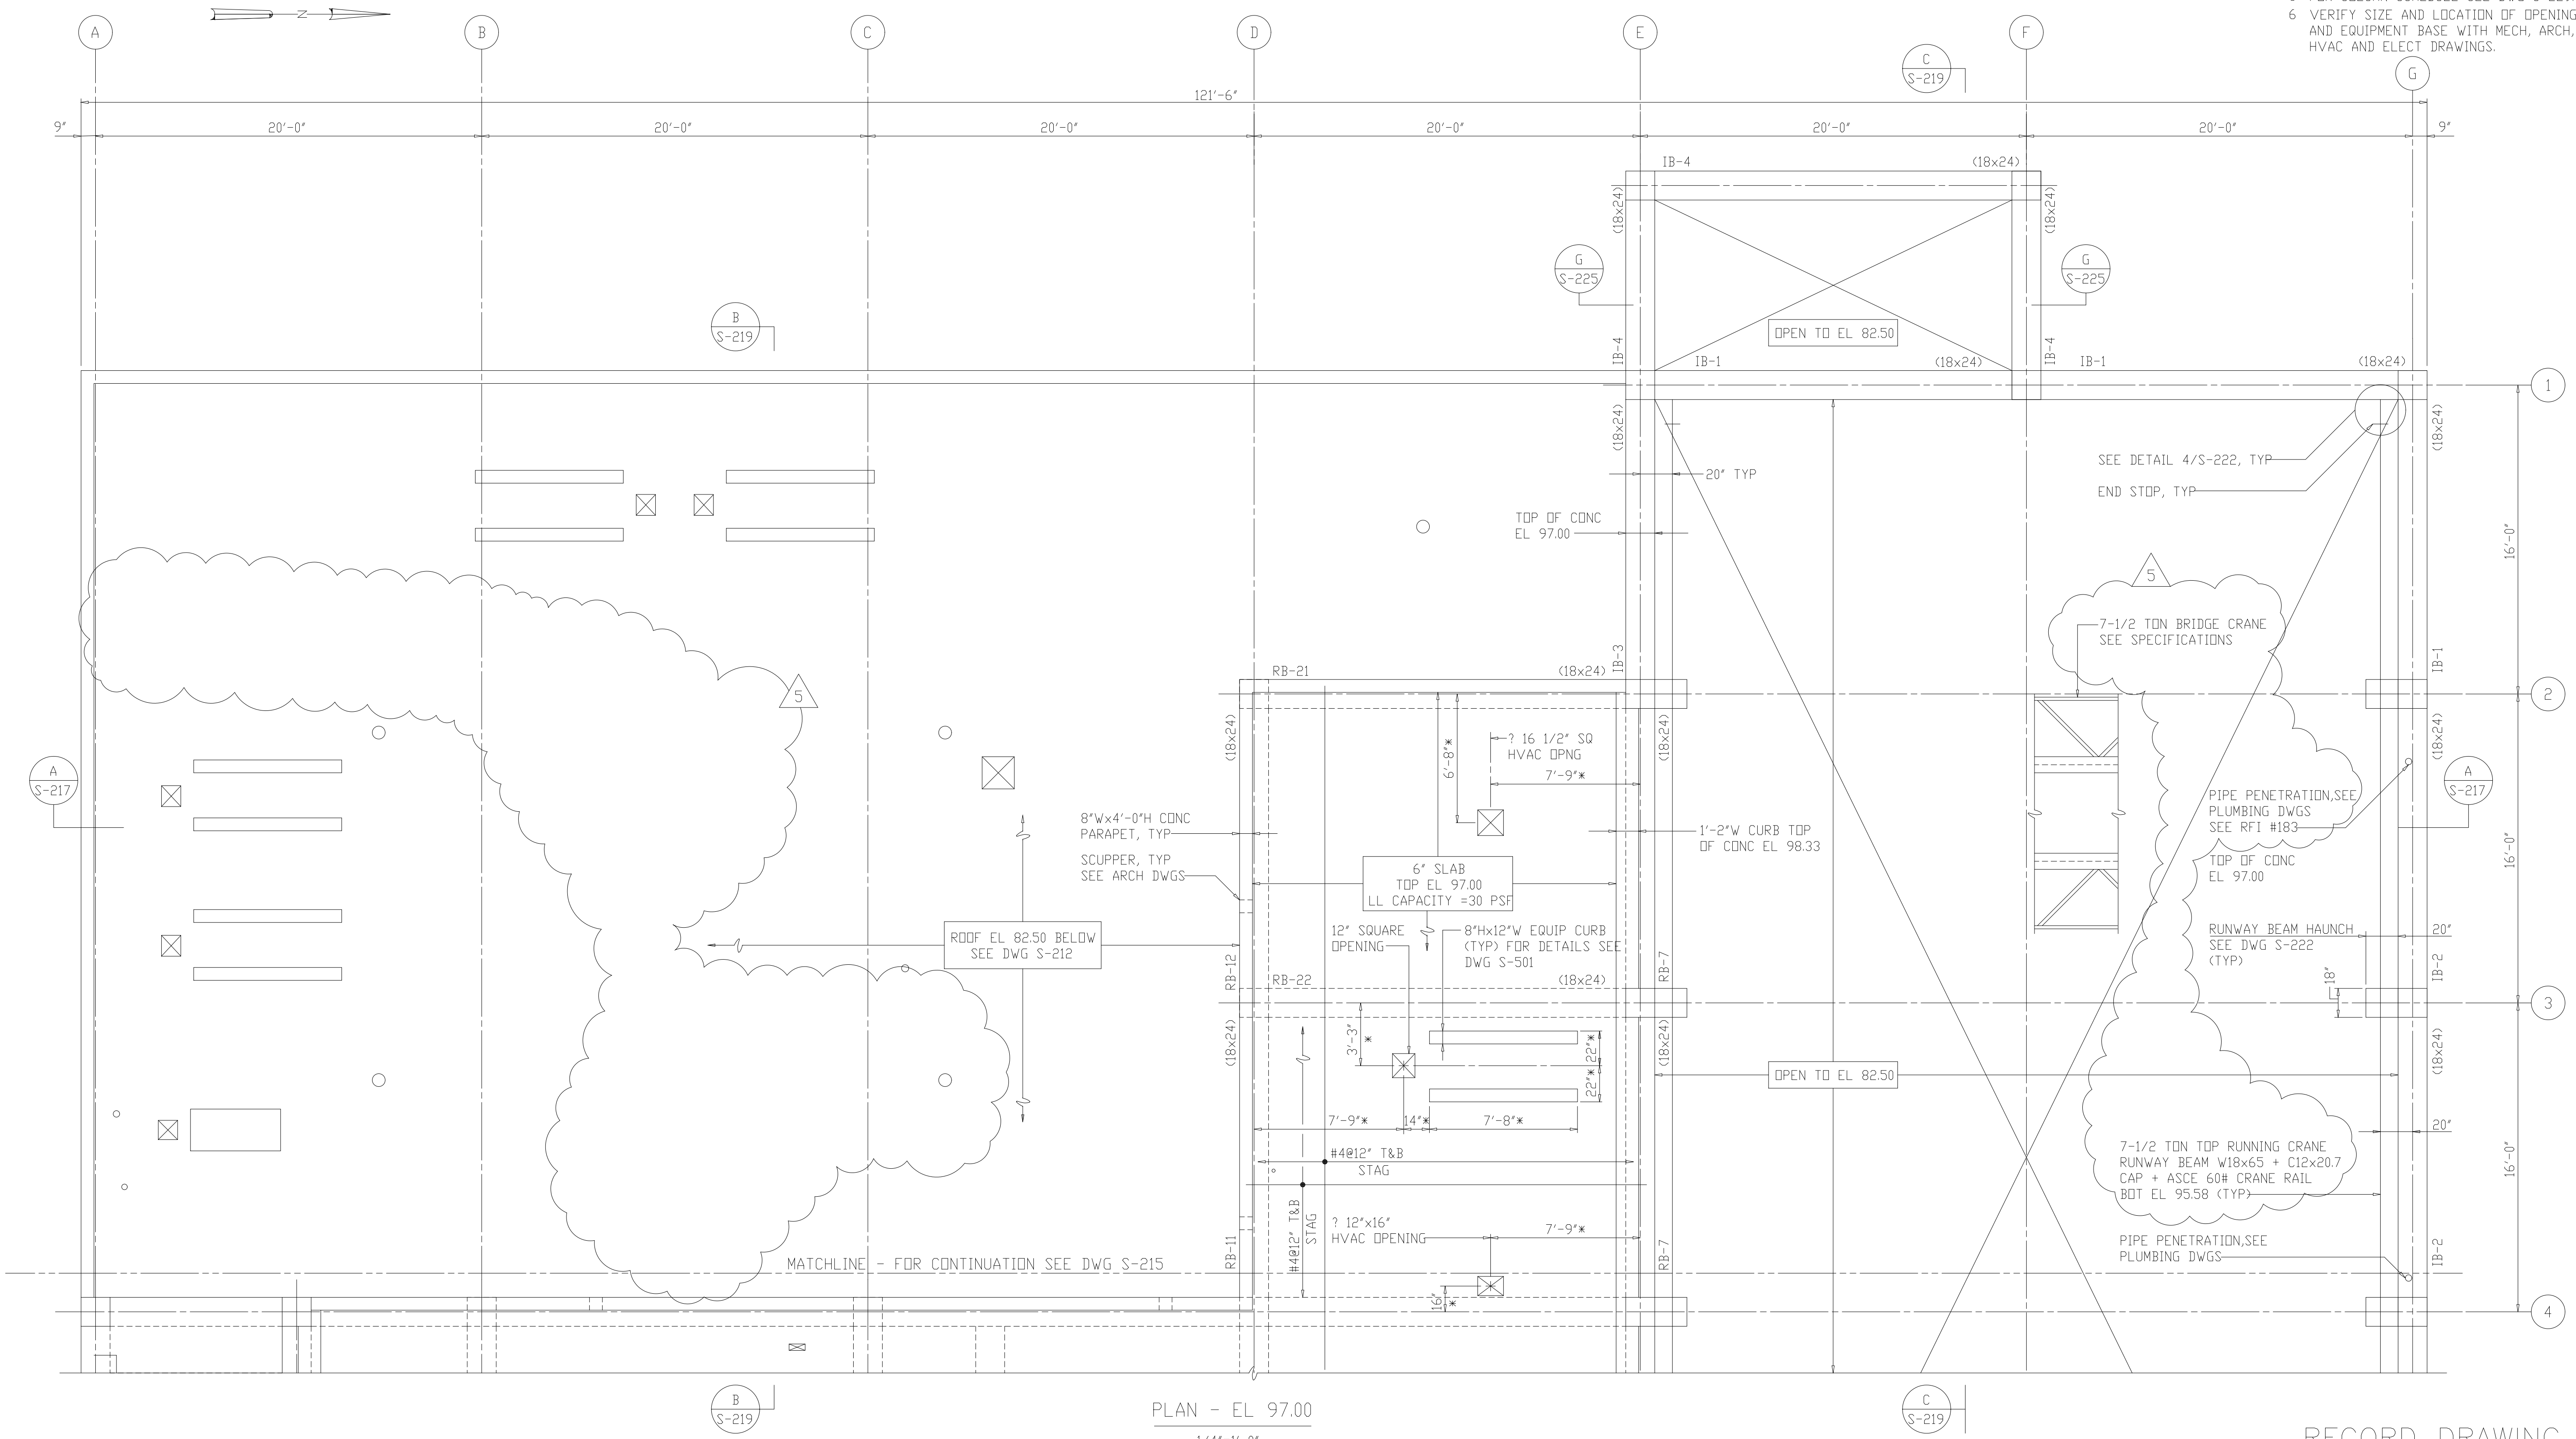 N
A
B
C
D
E
F
G
6 VERIFY SIZE AND LOCATION OF OPENING
AND EQUIPMENT BASE WITH MECH, ARCH,
HVAC AND ELECT DRAWINGS.
C
S-219
121'-6"
9"
20'-0"
20'-0"
20'-0"
20'-0"
20'-0"
20'-0"
9"
IB-4
(18x24)
(18x24)
(18x24)
G
S-225
G
S-225
B
S-219
OPEN TO EL 82.50
IB-4
IB-1
(18x24)
IB-4
IB-1
(18x24)
1
(18x24)
(18x24)
SEE DETAIL 4/S-222, TYP
20" TYP
END STOP, TYP
TOP OF CONC
EL 97.00
16'-0"
5
7-1/2 TON BRIDGE CRANE
SEE SPECIFICATIONS
IB-3
IB-1
RB-21
(18x24)
2
5
(18x24)
6'-8"*
? 16 1/2" SQ
HVAC OPNG
7'-9"*
(18x24)
(18x24)
A
S-217
A
S-217
PIPE PENETRATION,SEE
PLUMBING DWGS
SEE RFI #183
8"Wx4'-0"H CONC
PARAPET, TYP
1'-2"W CURB TOP
OF CONC EL 98.33
16'-0"
SCUPPER, TYP
SEE ARCH DWGS
6" SLAB
TOP EL 97.00
LL CAPACITY =30 PSF
TOP OF CONC
EL 97.00
ROOF EL 82.50 BELOW
SEE DWG S-212
12" SQUARE
OPENING
8"Hx12"W EQUIP CURB
(TYP) FOR DETAILS SEE
DWG S-501
RUNWAY BEAM HAUNCH
SEE DWG S-222
(TYP)
20"
RB-12
RB-22
(18x24)
RB-7
18"
IB-2
3
(18x24)
3'-3"
*
22"*
22"*
(18x24)
(18x24)
OPEN TO EL 82.50
7'-9"*
14"*
7'-8"*
20"
#4@12" T&B
STAG
7-1/2 TON TOP RUNNING CRANE
RUNWAY BEAM W18x65 + C12x20.7
CAP + ASCE 60# CRANE RAIL
BOT EL 95.58 (TYP)
16'-0"
#4@12" T&B
STAG
? 12"x16"
HVAC OPENING
7'-9"*
PIPE PENETRATION,SEE
PLUMBING DWGS
RB-11
RB-7
IB-2
MATCHLINE - FOR CONTINUATION SEE DWG S-215
16"
*
4
B
S-219
PLAN - EL 97.00
C
S-219
RECORD DRAWING